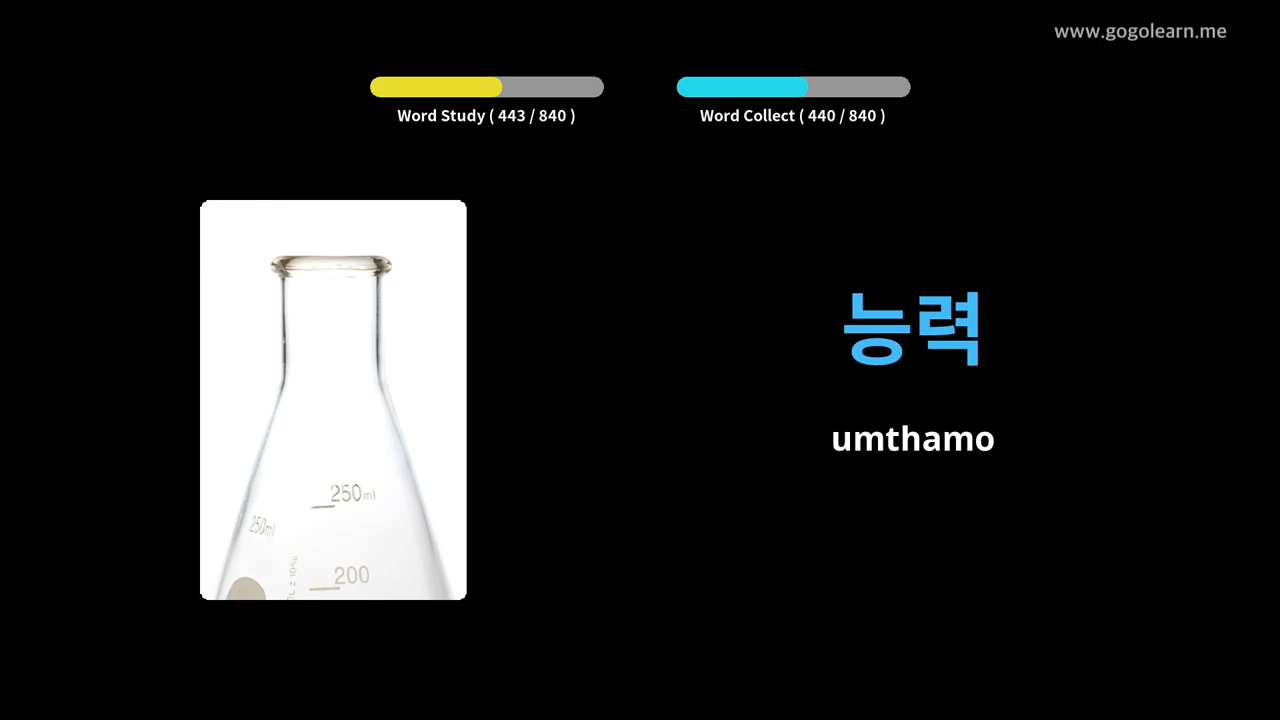 www.gogolearn.me
Word Study ( 443 / 840 )
Word Collect ( 440 / 840 )
능력
umthamo
250ml
250ml
200